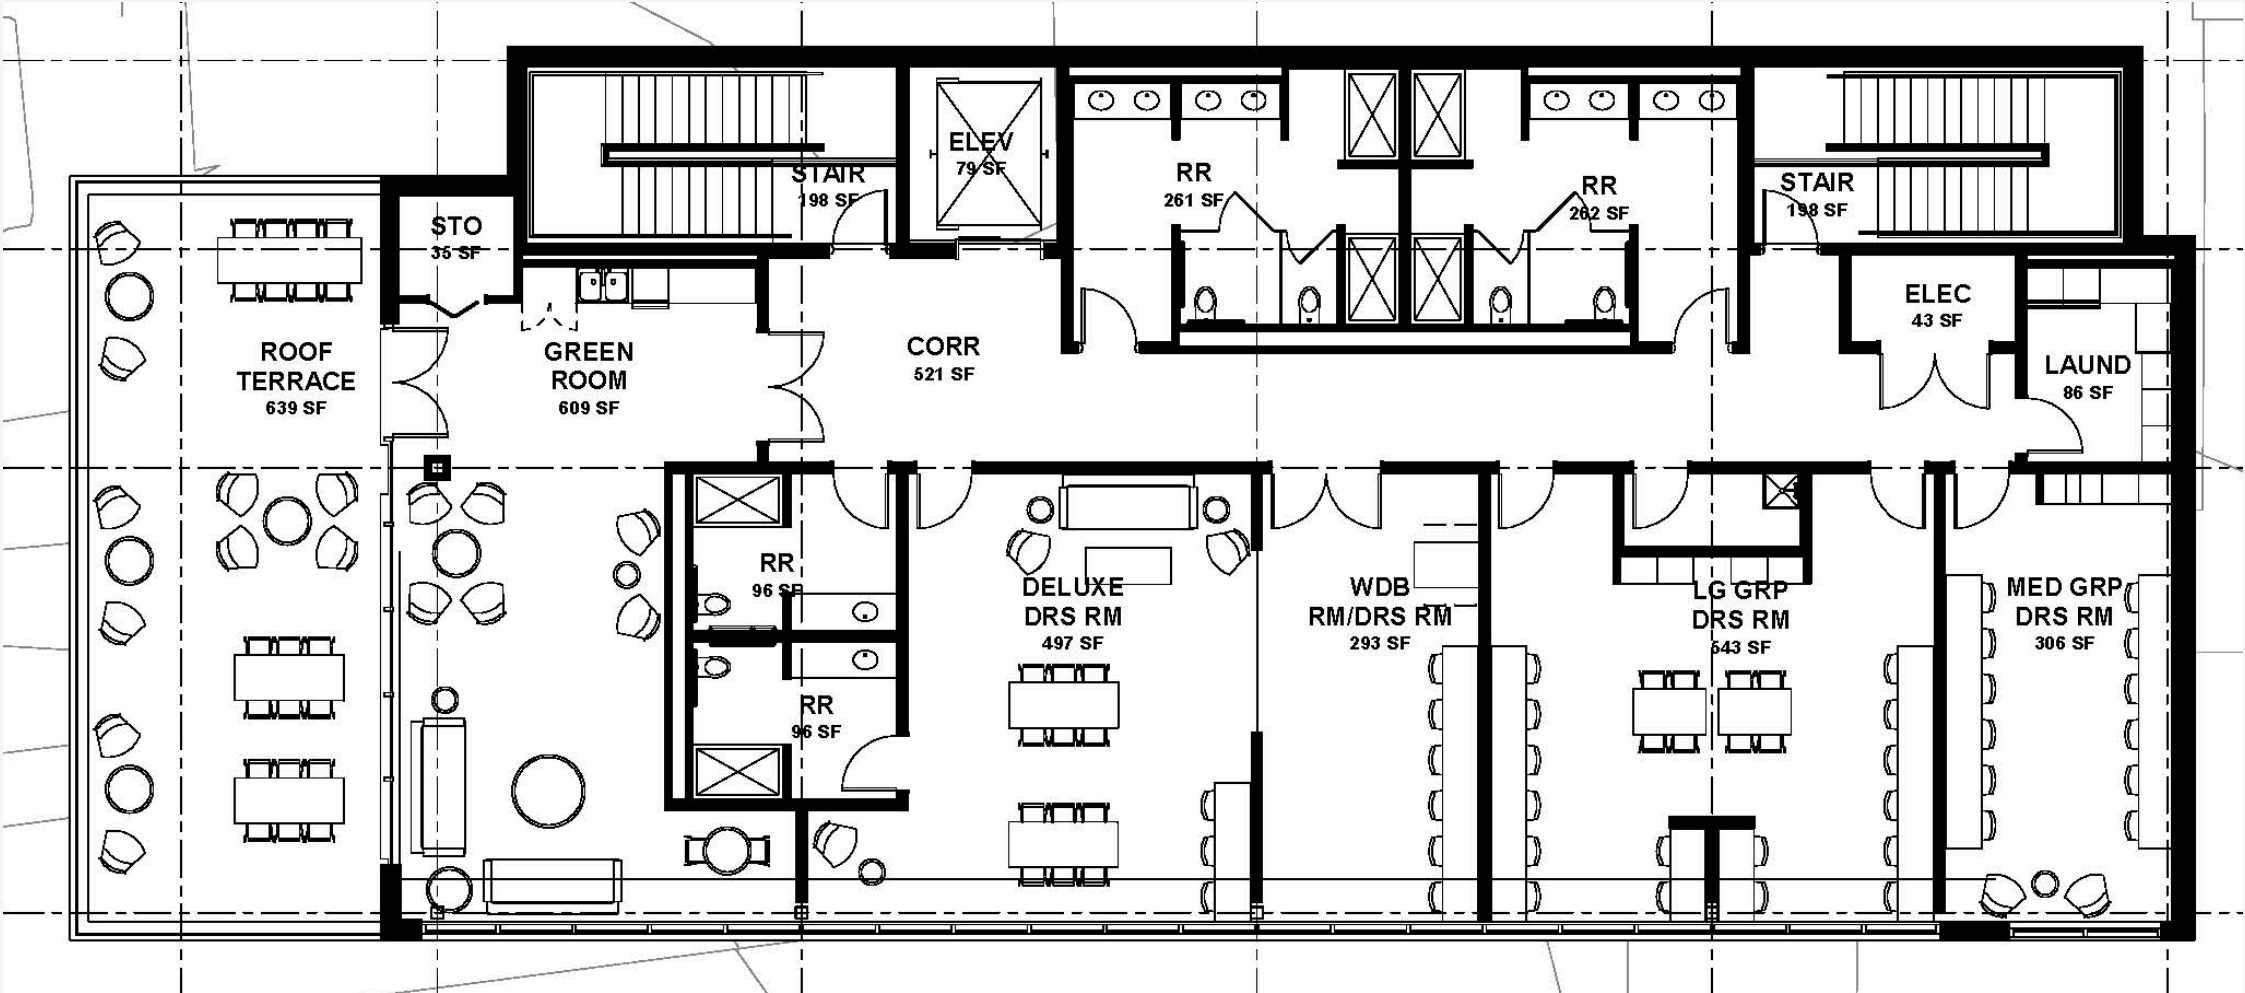 ELEV
79 SF
STAIR
198 SF
RR
261 SF
RR
262 SF
STAIR
198 SF
STO
35 SF
ROOF
TERRACE
639 SF
GREEN
ROOM
609 SF
CORR
521 SF
ELEC
43 SF
LAUND
86 SF
RR
96 SF
RR
96 SF
DELUXE
DRS RM
497 SF
WDB
RM/DRS RM
293 SF
LG GRP
DRS RM
543 SF
MED GRP
DRS RM
306 SF